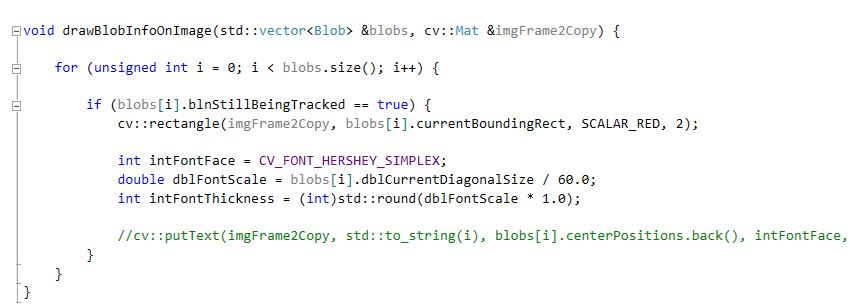 void drawBlobInfoOnImage(std::vector<Blob> &blobs, cv::Mat &imgFrame2Copy) {
for (unsigned int i = 0; i < blobs.size(); i++) {
if (blobs[i].blnStillBeingTracked == true) {
cv::rectangle(imgFrame2Copy, blobs[i].currentBoundingRect, SCALAR_RED, 2);
int intFontFace = CV_FONT_HERSHEY_SIMPLEX;
double dblFontScale = blobs[i].dblCurrentDiagonalSize / 60.0;
int intFontThickness = (int)std::round(dblFontScale * 1.0);
//cv::putText(imgFrame2Copy, std::to_string(i), blobs[i].centerPositions.back(), intFontFace,
}
}
}